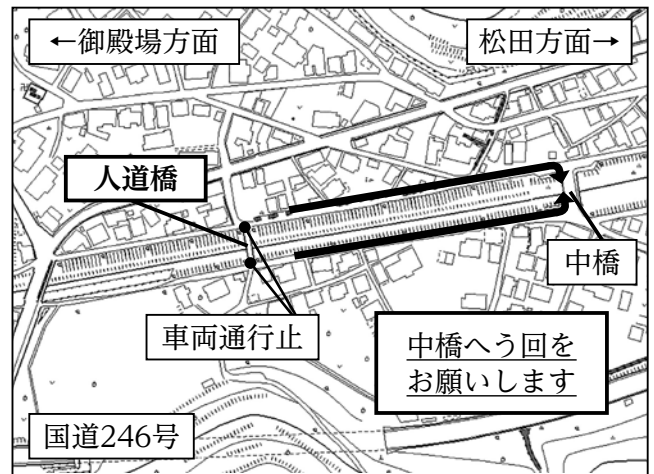 ←御殿場方面
松田方面→
人道橋
中橋
車両通行止
中橋へう回を
お願いします
国道246号